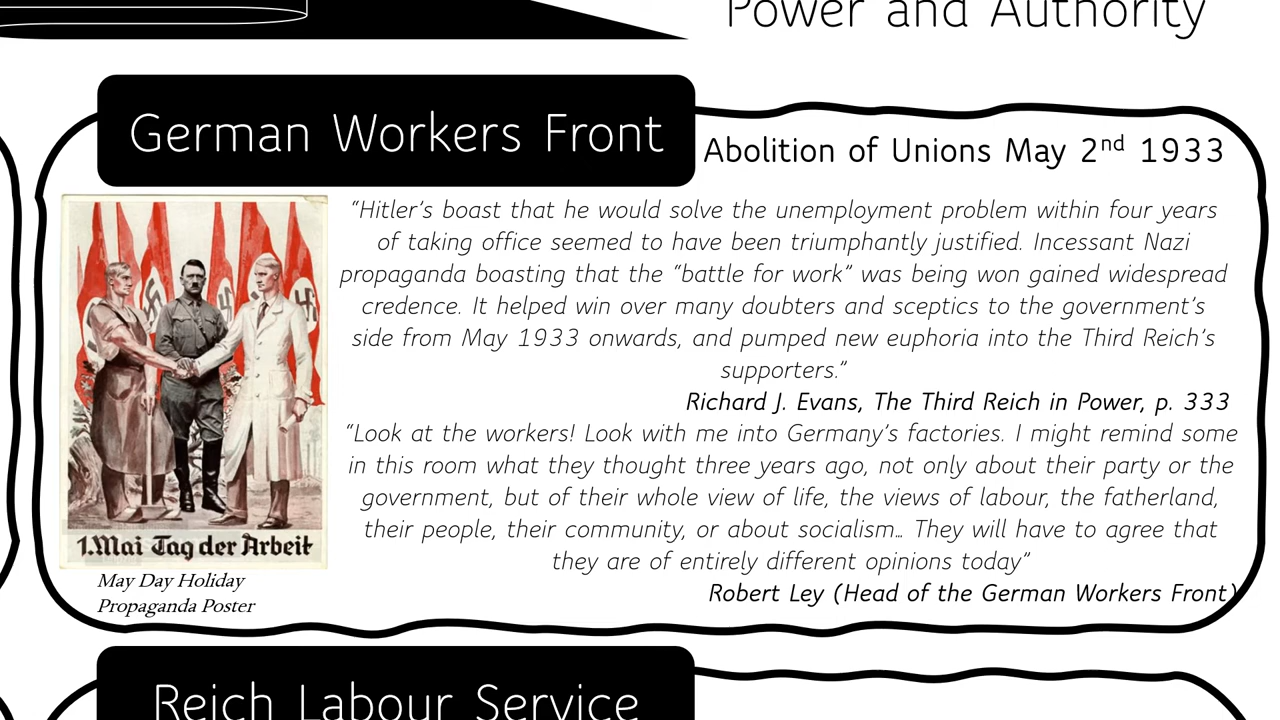 Power and Authority
German Workers Front
Abolition of Unions May 2nd 1933
“Hitler’s boast that he would solve the unemployment problem within four years
of taking office seemed to have been triumphantly justified. Incessant Nazi
propaganda boasting that the “battle for work” was being won gained widespread
credence. It helped win over many doubters and sceptics to the government’s
side from May 1933 onwards, and pumped new euphoria into the Third Reich’s
supporters.”
Richard J. Evans, The Third Reich in Power, p. 333
“Look at the workers! Look with me into Germany’s factories. I might remind some
in this room what they thought three years ago, not only about their party or the
government, but of their whole view of life, the views of labour, the fatherland,
their people, their community, or about socialism… They will have to agree that
they are of entirely different opinions today”
Robert Ley (Head of the German Workers Front)
1. Mai Tag der Arbeit
May Day Holiday
Propaganda Poster
Reich Labour Service